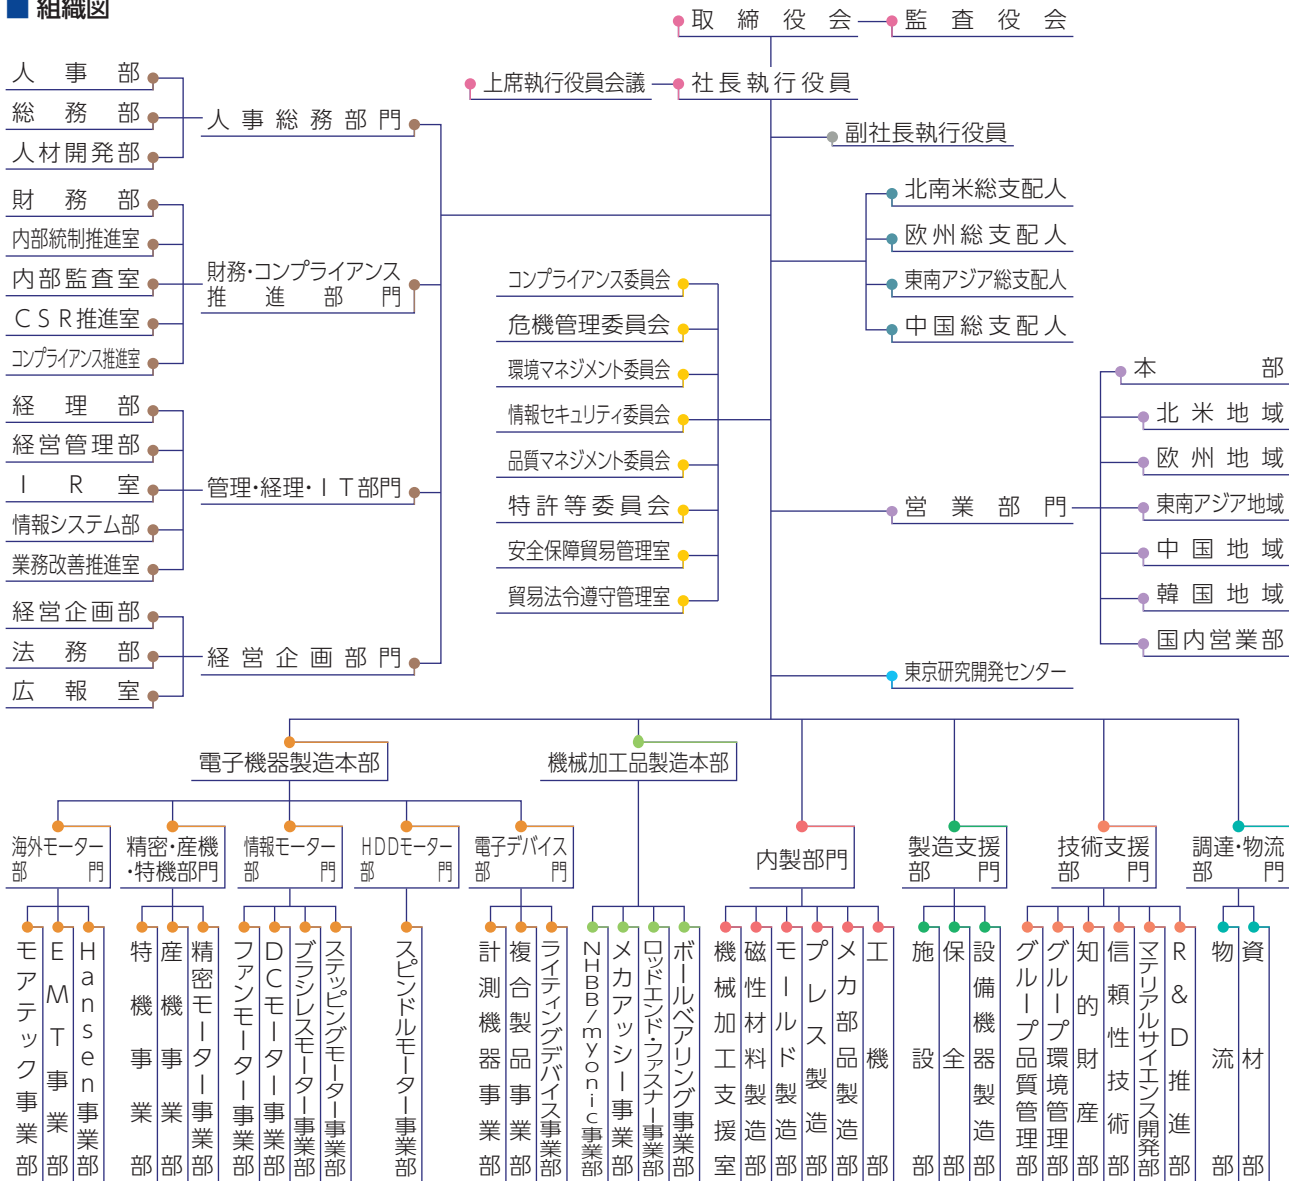 組織図
取締役会
監査役会
上席執行役員会議
社長執行役員
副社長執行役員
人事部
総務部
人材開発部
人事総務部門
財務部
内部統制推進室
内部監査室
CSR推進室
コンプライアンス推進室
財務・コンプライアンス
推進部門
経理部
経営管理部
IR室
情報システム部
業務改善推進室
管理・経理・IT部門
経営企画部
法務部
広報室
経営企画部門
コンプライアンス委員会
危機管理委員会
環境マネジメント委員会
情報セキュリティ委員会
品質マネジメント委員会
特許等委員会
安全保障貿易管理室
貿易法令遵守管理室
北南米総支配人
欧州総支配人
東南アジア総支配人
中国総支配人
営業部門
本部
北米地域
欧州地域
東南アジア地域
中国地域
韓国地域
国内営業部
東京研究開発センター
電子機器製造本部
機械加工品製造本部
海外モーター
部門
精密・産機
・特機部門
情報モーター
部門
HDDモーター
部門
電子デバイス
部門
内製部門
製造支援
部門
技術支援
部門
調達・物流
部門
モアテック事業部
EMT事業部
Hansen事業部
特機事業部
産機事業部
精密モーター事業部
ファンモーター事業部
DCモーター事業部
ブラシレスモーター事業部
ステッピングモーター事業部
スピンドルモーター事業部
計測機器事業部
複合製品事業部
ライティングデバイス事業部
NHBB/myonic事業部
メカアッシー事業部
ロッドエンド・ファスナー事業部
ボールベアリング事業部
機械加工支援室
磁性材料製造部
モールド製造部
プレス製造部
メカ部品製造部
工機部
施設部
保全部
設備機器製造部
グループ品質管理部
グループ環境管理部
知的財産部
信頼性技術部
マテリアルサイエンス開発部
R&D推進部
物流部
資材部